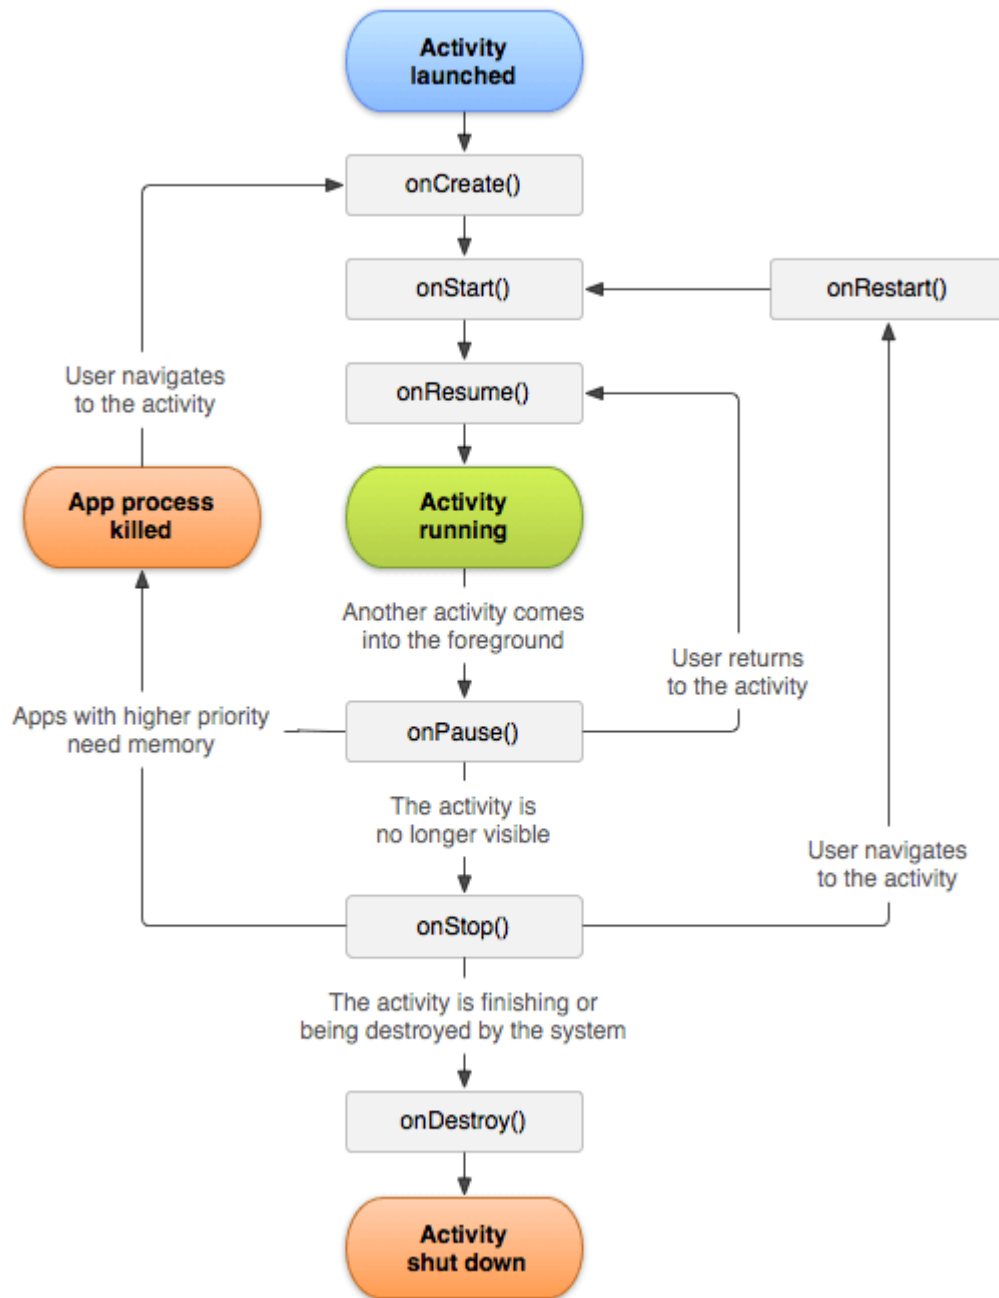 Activity
launched
onCreate()
onStart()
onRestart()
User navigates
to the activity
onResume()
App process
killed
Activity
running
Another activity comes
into the foreground
User returns
to the activity
Apps with higher priority
need memory
onPause()
The activity is
no longer visible
User navigates
to the activity
onStop()
The activity is finishing or
being destroyed by the system
onDestroy()
Activity
shut down